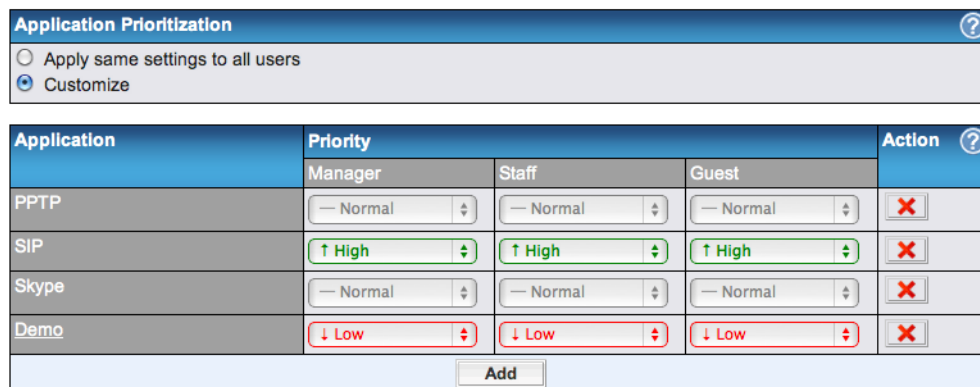 Application Prioritization ?
Apply same settings to all users
Customize
Application Priority Action ?
Manager Staff Guest
PPTP — Normal — Normal — Normal
SIP ↑ High ↑ High ↑ High
Skype — Normal — Normal — Normal
Demo ↓ Low ↓ Low ↓ Low
Add